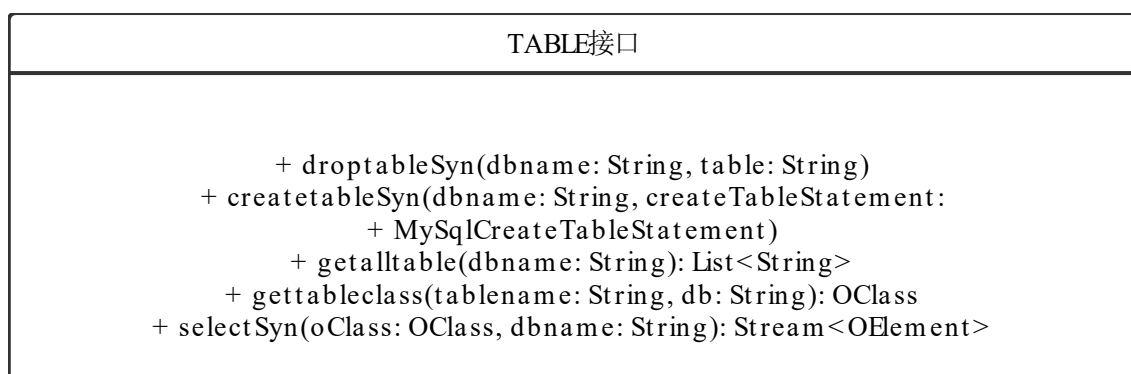 TABLE接口
+ droptableSyn(dbname: String, table: String)
+ createtableSyn(dbname: String, createTableStatement:
+ MySqlCreateTableStatement)
+ getalltable(dbname: String): List<String>
+ gettableclass(tablename: String, db: String): OClass
+ selectSyn(oClass: OClass, dbname: String): Stream<OElement>